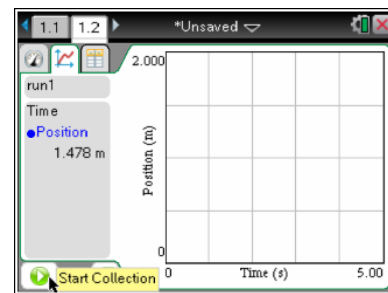 1.1 1.2 *Unsaved
run1
Time
Position
1.478 m
2.000
Position (m)
0
0 Time (s) 5.00
Start Collection